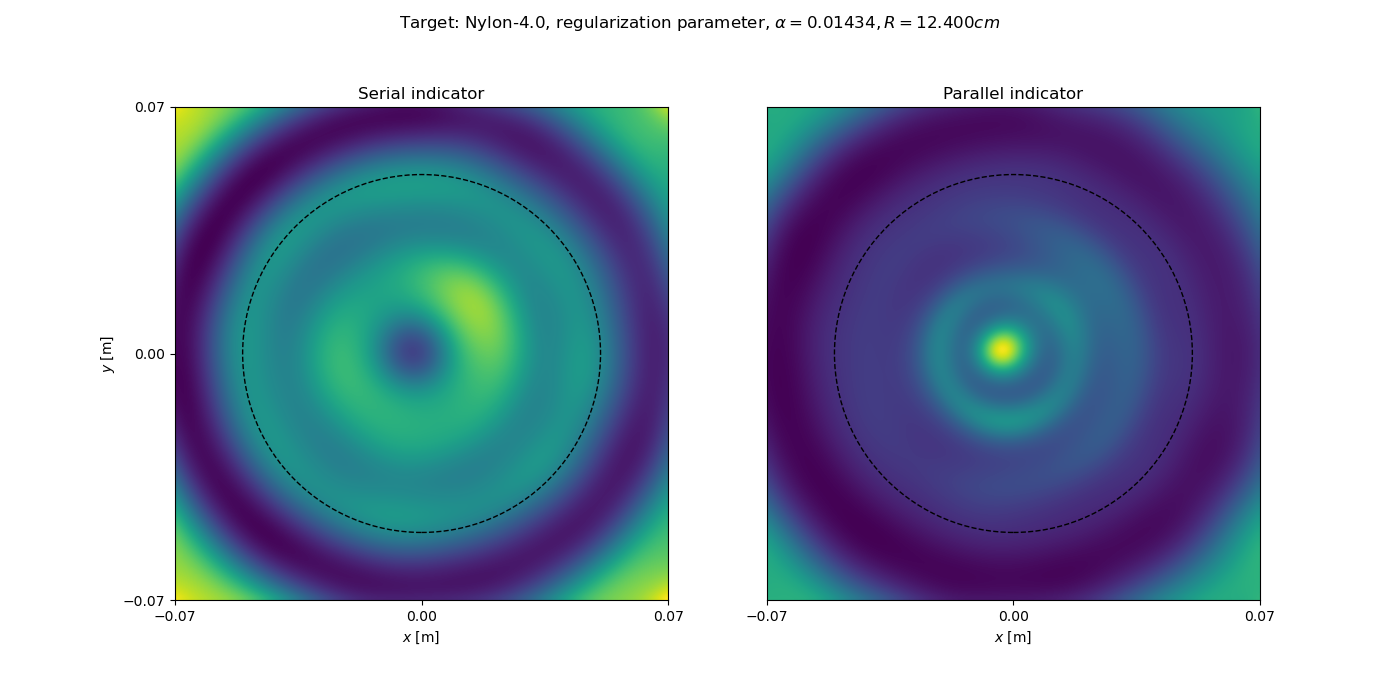 Target: Nylon-4.0, regularization parameter, α = 0.01434, R = 12.400cm
Serial indicator
Parallel indicator
0.07
0.00
−0.07
y [m]
−0.07 0.00 0.07
x [m]
−0.07 0.00 0.07
x [m]